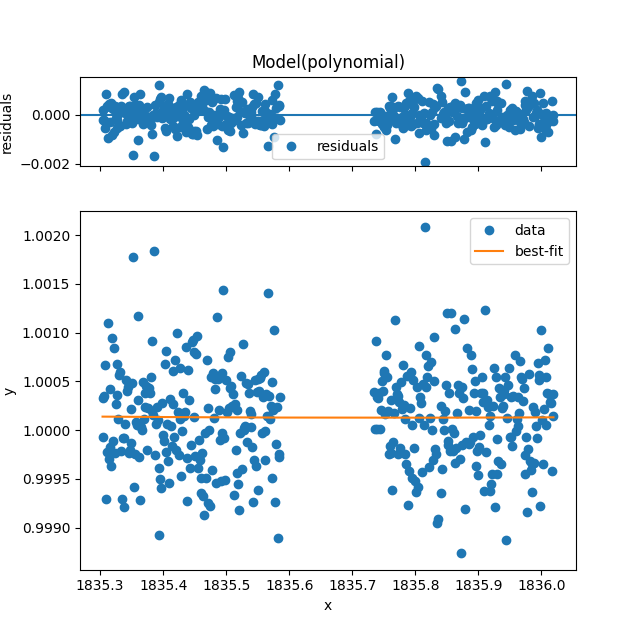 Model(polynomial)
residuals
0.000
−0.002
residuals
y
1.0020
1.0015
1.0010
1.0005
1.0000
0.9995
0.9990
data
best-fit
1835.3 1835.4 1835.5 1835.6 1835.7 1835.8 1835.9 1836.0
x